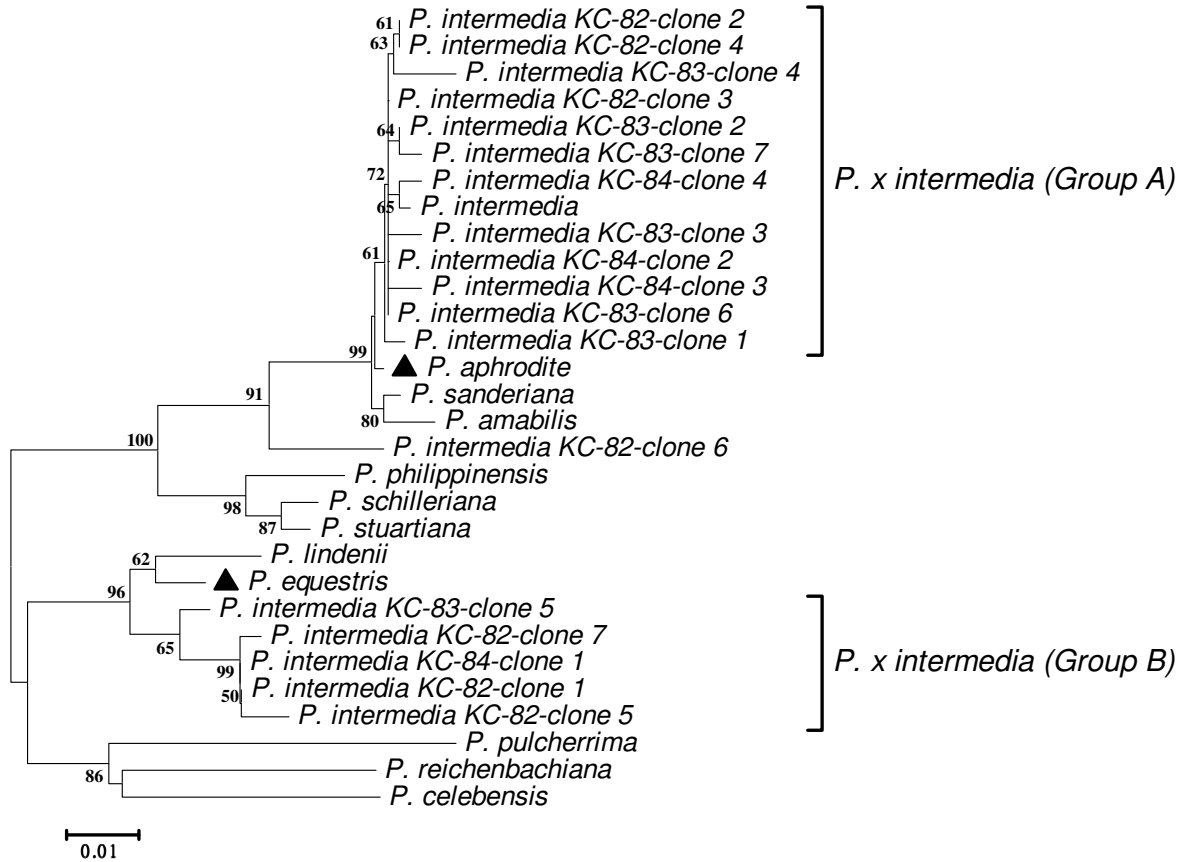 61
P. intermedia KC-82-clone 2
63
P. intermedia KC-82-clone 4
P. intermedia KC-83-clone 4
P. intermedia KC-82-clone 3
64
P. intermedia KC-83-clone 2
P. intermedia KC-83-clone 7
72
P. intermedia KC-84-clone 4
P. x intermedia (Group A)
65
P. intermedia
P. intermedia KC-83-clone 3
61
P. intermedia KC-84-clone 2
P. intermedia KC-84-clone 3
P. intermedia KC-83-clone 6
P. intermedia KC-83-clone 1
99
P. aphrodite
91
P. sanderiana
80
P. amabilis
100
P. intermedia KC-82-clone 6
P. philippinensis
98
P. schilleriana
87
P. stuartiana
62
P. lindenii
96
P. equestris
P. intermedia KC-83-clone 5
65
P. intermedia KC-82-clone 7
99
P. intermedia KC-84-clone 1
P. x intermedia (Group B)
50
P. intermedia KC-82-clone 1
P. intermedia KC-82-clone 5
P. pulcherrima
86
P. reichenbachiana
P. celebensis
0.01